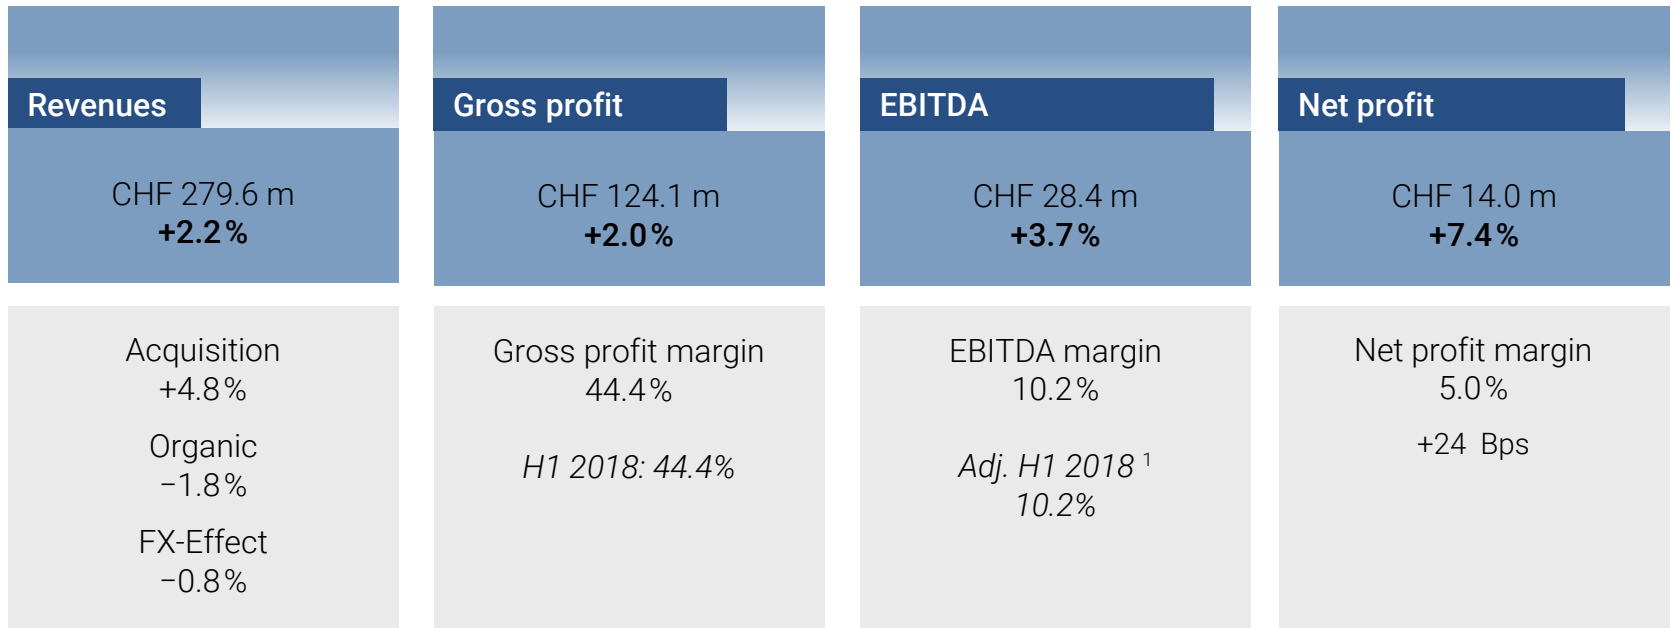 Revenues
CHF 279.6 m
+2.2%
Acquisition
+4.8%
Organic
−1.8%
FX-Effect
−0.8%
Gross profit
CHF 124.1 m
+2.0%
Gross profit margin
44.4%
H1 2018: 44.4%
EBITDA
CHF 28.4 m
+3.7%
EBITDA margin
10.2%
Adj. H1 2018 ¹
10.2%
Net profit
CHF 14.0 m
+7.4%
Net profit margin
5.0%
+24 Bps